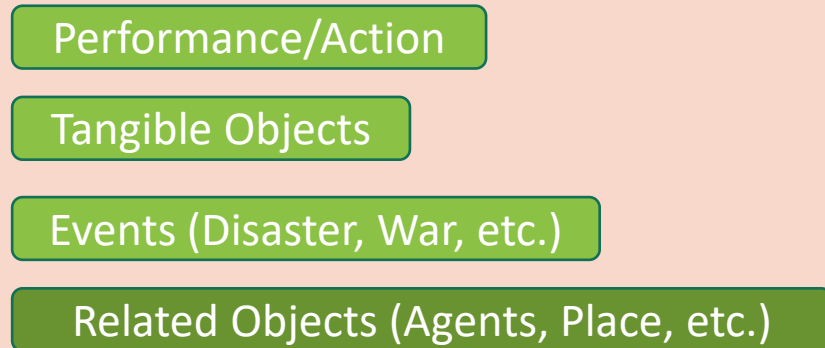 Performance/Action
Tangible Objects
Events (Disaster, War, etc.)
Related Objects (Agents, Place, etc.)